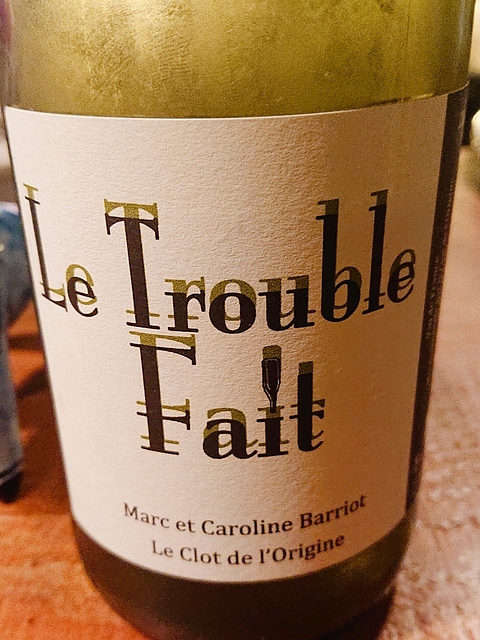 Le Trouble
Fait
Marc et Caroline Barriot
Le Clot de l'Origine